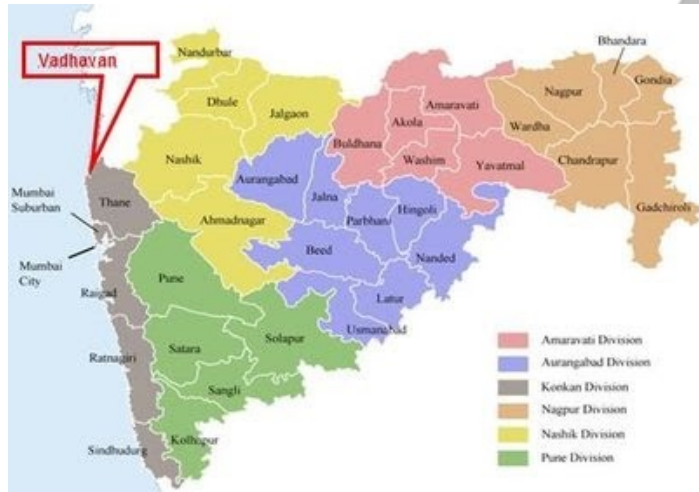 Vadhavan
Nandurbar
Bhandara
Dhule
Jalgaon
Amaravati
Nagpur
Gondia
Akola
Buldhana
Wardha
Nashik
Washim
Yavatmal
Chandrapur
Aurangabad
Jalna
Hingoli
Mumbai
Suburban
Thane
Parbhani
Gadchiroli
Ahmadnagar
Beed
Nanded
Mumbai
City
Pune
Raigad
Latur
Usmanabad
Ratnagiri
Satara
Solapur
Sangli
Sindhudurg
Kolhapur
Amaravati Division
Aurangabad Division
Konkan Division
Nagpur Division
Nashik Division
Pune Division